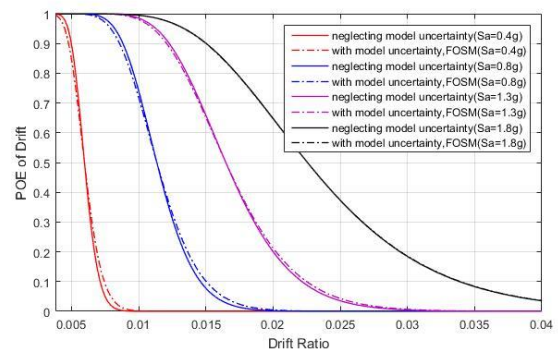 1
0.9
0.8
0.7
0.6
0.5
0.4
0.3
0.2
0.1
0
POE of Drift
neglecting model uncertainty(Sa=0.4g)
with model uncertainty,FOSM(Sa=0.4g)
neglecting model uncertainty(Sa=0.8g)
with model uncertainty,FOSM(Sa=0.8g)
neglecting model uncertainty(Sa=1.3g)
with model uncertainty,FOSM(Sa=1.3g)
neglecting model uncertainty(Sa=1.8g)
with model uncertainty,FOSM(Sa=1.8g)
0.005 0.01 0.015 0.02 0.025 0.03 0.035 0.04
Drift Ratio